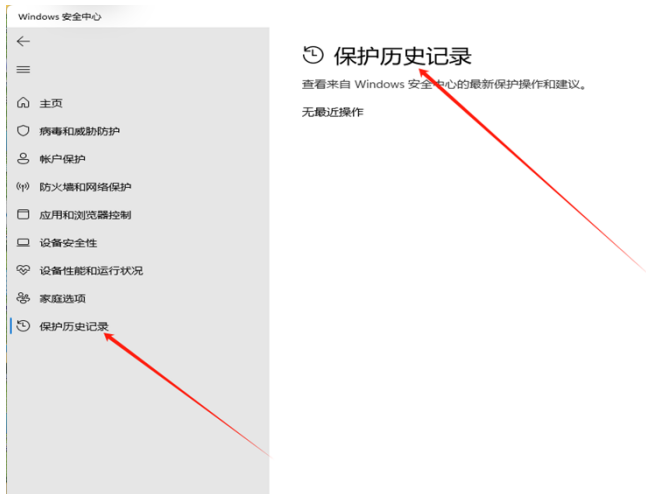 Windows 安全中心
主页
病毒和威胁防护
帐户保护
防火墙和网络保护
应用和浏览器控制
设备安全性
设备性能和运行状况
家庭选项
保护历史记录
保护历史记录
查看来自 Windows 安全中心的最新保护操作和建议。
无最近操作